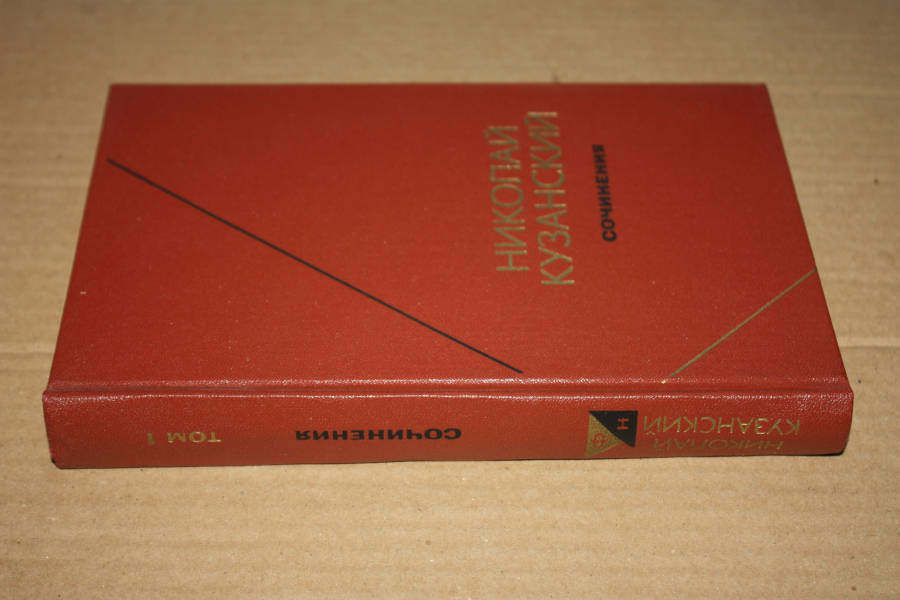 НИКОЛАЙ
КУЗАНСКИЙ
СОЧИНЕНИЯ
НИКОЛАЙ
КУЗАНСКИЙ
Ф
Н
СОЧИНЕНИЯ
ТОМ 1